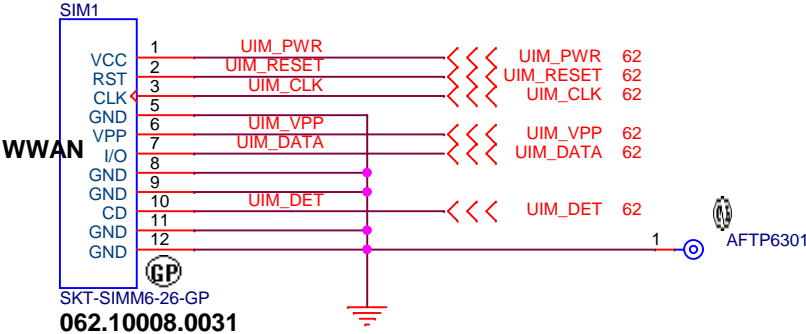 SIM1
VCC 1 UIM_PWR UIM_PWR 62
RST 2 UIM_RESET UIM_RESET 62
CLK 3 UIM_CLK UIM_CLK 62
GND 5
VPP 6 UIM_VPP UIM_VPP 62
WWAN I/O 7 UIM_DATA UIM_DATA 62
GND 8
GND 9
CD 10 UIM_DET UIM_DET 62
GND 11
GND 12 1 AFTP6301
GP
SKT-SIMM6-26-GP
062.10008.0031